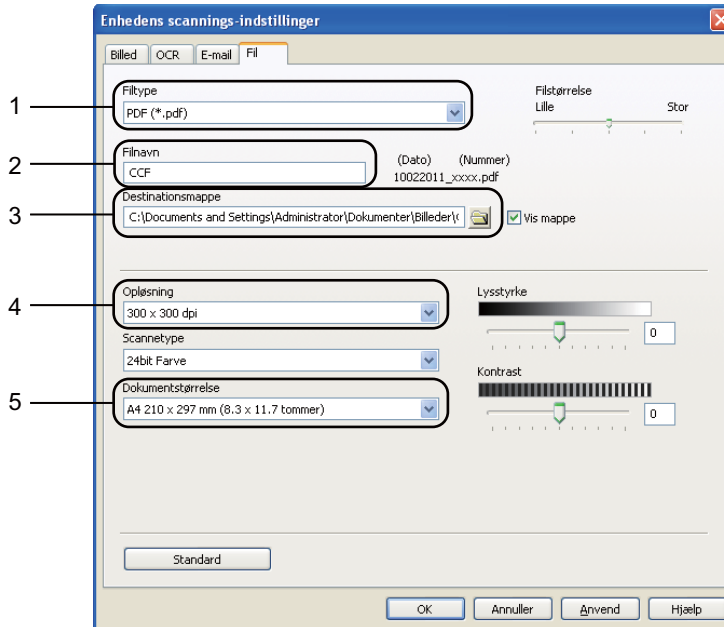 Enhedens scannings-indstillinger
Billed OCR E-mail Fil
1
Filtype
PDF (*.pdf)
Filstørrelse
Lille Stor
2
Filnavn
CCF
(Dato) (Nummer)
10022011_xxxx.pdf
3
Destinationsmappe
C:\Documents and Settings\Administrator\Dokumenter\Billeder\
Vis mappe
4
Opløsning
300 x 300 dpi
Lysstyrke
0
Scannetype
24bit Farve
Kontrast
0
5
Dokumentstørrelse
A4 210 x 297 mm (8.3 x 11.7 tommer)
Standard
OK Annuller Anvend Hjælp